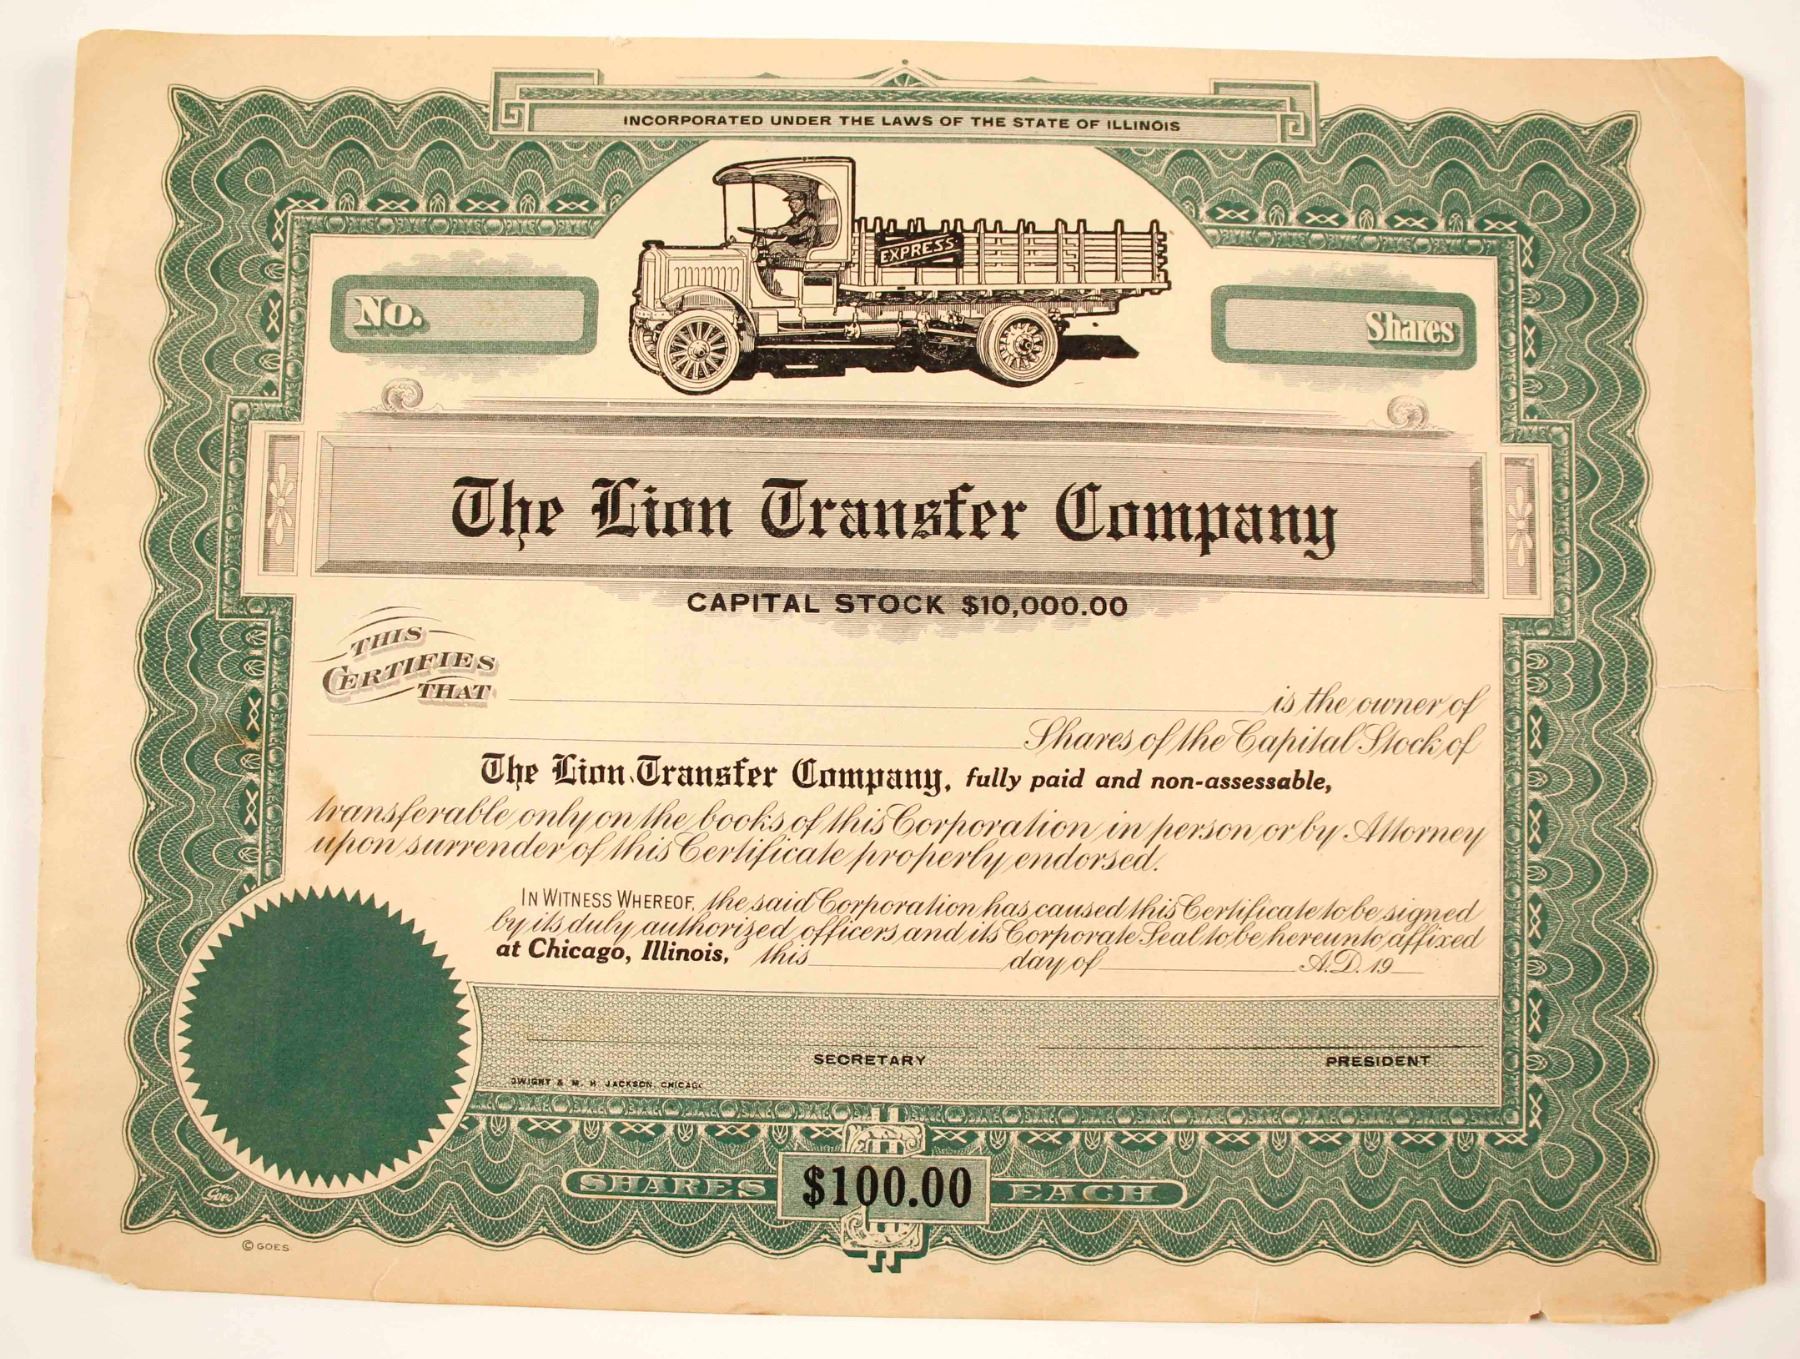 INCORPORATED UNDER THE LAWS OF THE STATE OF ILLINOIS
EXPRESS.
No.
Shares
The Lion Transfer Company
CAPITAL STOCK $10,000.00
THIS
CERTIFIES
THAT
is the owner of
Shares of the Capital Stock of
The Lion Transfer Company, fully paid and non-assessable,
transferable only on the books of this Corporation in person or by Attorney
upon surrender of this Certificate properly endorsed.
IN WITNESS WHEREOF, the said Corporation has caused this Certificate to be signed
by its duly authorized officers and its Corporate Seal to be hereunto affixed
at Chicago, Illinois, this day of A.D. 19
SECRETARY
PRESIDENT
DWIGHT & M. H. JACKSON, CHICAGO
SHARES $100.00 EACH
Goes
© GOES